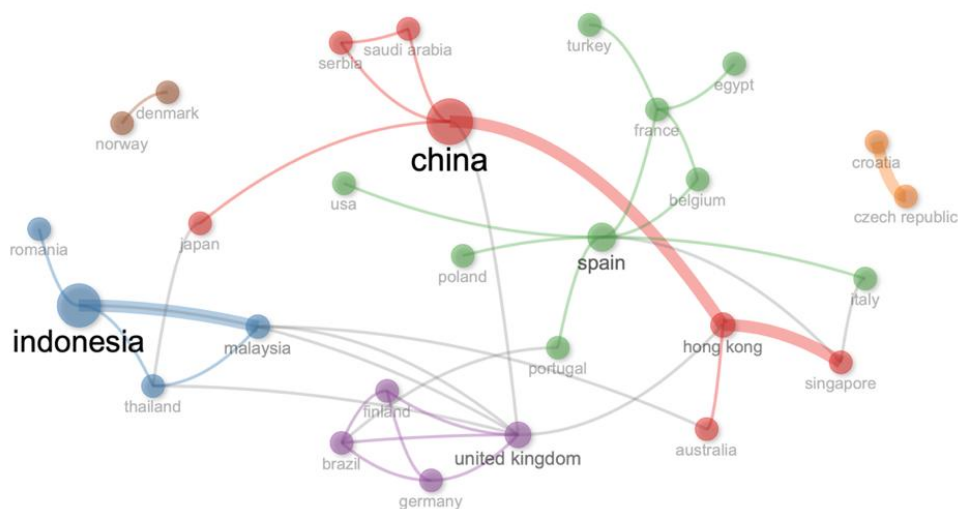 turkey
saudi arabia
serbia
egypt
denmark
france
norway
china
croatia
usa
belgium
czech republic
japan
romania
spain
poland
italy
indonesia
malaysia
hong kong
portugal
singapore
thailand
finland
australia
brazil
united kingdom
germany